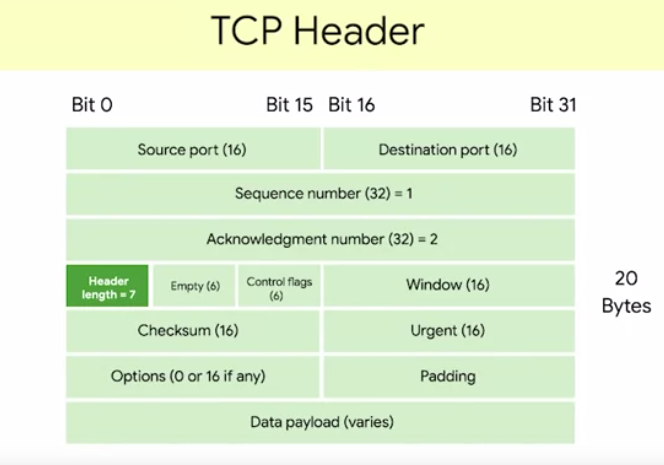 TCP Header
Bit 0 Bit 15 Bit 16 Bit 31
Source port (16) Destination port (16)
Sequence number (32) = 1
Acknowledgment number (32) = 2
Header
length = 7
Empty (6)
Control flags
(6)
Window (16)
20
Bytes
Checksum (16) Urgent (16)
Options (0 or 16 if any) Padding
Data payload (varies)